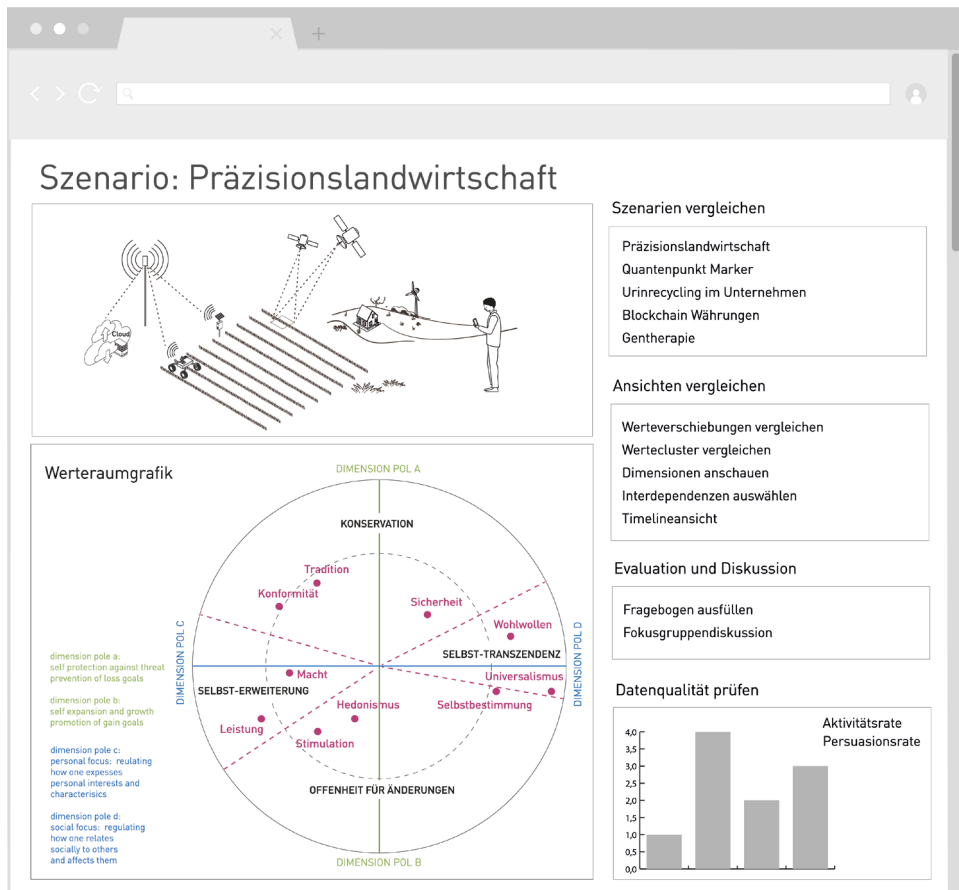 Szenario: Präzisionslandwirtschaft
Cloud
Werteraumgrafik
DIMENSION POL A
KONSERVATION
Tradition
Konformität
Sicherheit
Wohlwollen
DIMENSION POL C
DIMENSION POL D
SELBST-TRANSZENDENZ
Macht
Universalismus
SELBST-ERWEITERUNG
Hedonismus
Selbstbestimmung
Leistung
Stimulation
OFFENHEIT FÜR ÄNDERUNGEN
DIMENSION POL B
dimension pole a:
self protection against threat
prevention of loss goals
dimension pole b:
self expansion and growth
promotion of gain goals
dimension pole c:
personal focus: reulating
how one expesses
personal interests and
characterisics
dimension pole d:
social focus: regulating
how one relates
socially to others
and affects them
Szenarien vergleichen
Präzisionslandwirtschaft
Quantenpunkt Marker
Urinrecycling im Unternehmen
Blockchain Währungen
Gentherapie
Ansichten vergleichen
Werteverschiebungen vergleichen
Wertecluster vergleichen
Dimensionen anschauen
Interdependenzen auswählen
Timelineansicht
Evaluation und Diskussion
Fragebogen ausfüllen
Fokusgruppendiskussion
Datenqualität prüfen
Aktivitätsrate
Persuasionsrate
4,0
3,5
3,0
2,5
2,0
1,5
1,0
0,5
0,0